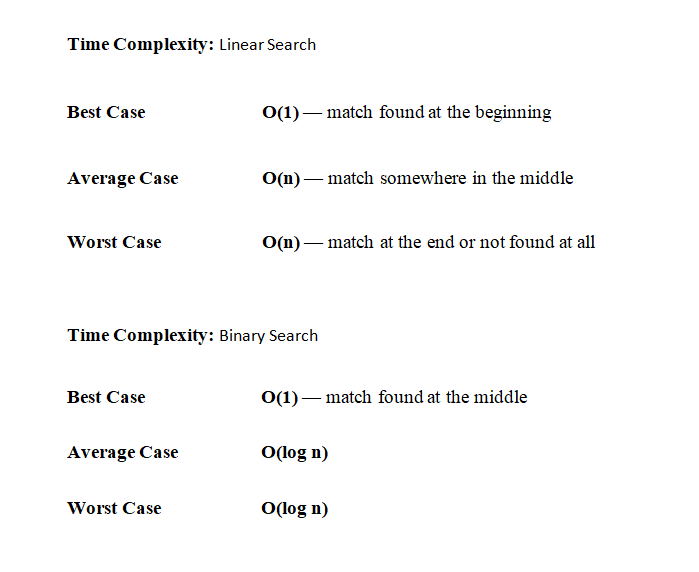 Time Complexity: Linear Search
Best Case O(1) — match found at the beginning
Average Case O(n) — match somewhere in the middle
Worst Case O(n) — match at the end or not found at all
Time Complexity: Binary Search
Best Case O(1) — match found at the middle
Average Case O(log n)
Worst Case O(log n)